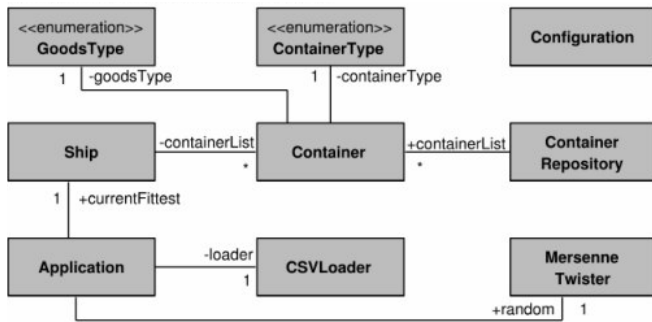 <<enumeration>>
GoodsType
<<enumeration>>
ContainerType
Configuration
1
-goodsType
1
-containerType
Ship
-containerList
*
Container
+containerList
*
Container
Repository
1
+currentFittest
Application
-loader
1
CSVLoader
Mersenne
Twister
+random
1